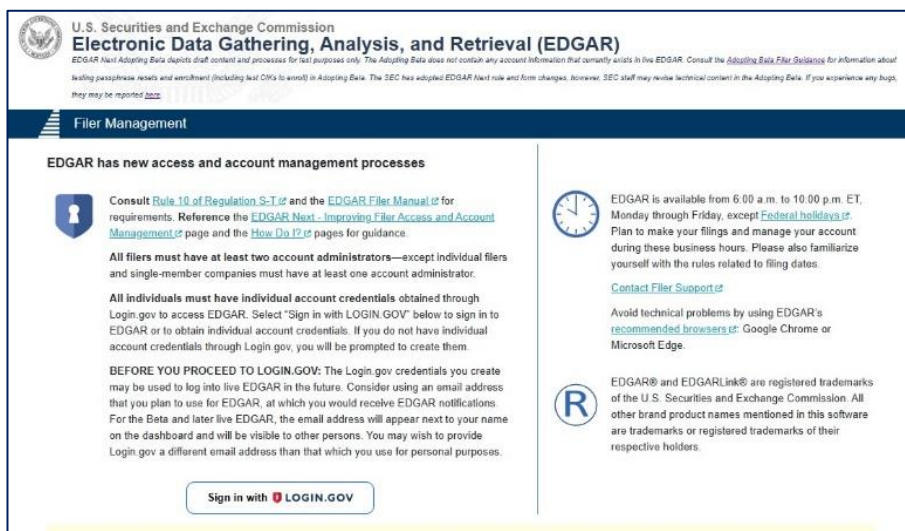 U.S. Securities and Exchange Commission
Electronic Data Gathering, Analysis, and Retrieval (EDGAR)
EDGAR Next Adopting Beta depicts draft content and processes for test purposes only. The Adopting Beta does not contain any account information that currently exists in live EDGAR. Consult the Adopting Beta Filer Guidance for information about
testing passphrase resets and enrollment (including test CIKs to enroll) in Adopting Beta. The SEC has adopted EDGAR Next rule and form changes, however, SEC staff may revise technical content in the Adopting Beta. If you experience any bugs,
they may be reported here.
Filer Management
EDGAR has new access and account management processes
Consult Rule 10 of Regulation S-T and the EDGAR Filer Manual for
requirements. Reference the EDGAR Next - Improving Filer Access and Account
Management page and the How Do I? pages for guidance.
All filers must have at least two account administrators—except individual filers
and single-member companies must have at least one account administrator.
All individuals must have individual account credentials obtained through
Login.gov to access EDGAR. Select "Sign in with LOGIN.GOV" below to sign in to
EDGAR or to obtain individual account credentials. If you do not have individual
account credentials through Login.gov, you will be prompted to create them.
BEFORE YOU PROCEED TO LOGIN.GOV: The Login.gov credentials you create
may be used to log into live EDGAR in the future. Consider using an email address
that you plan to use for EDGAR, at which you would receive EDGAR notifications.
For the Beta and later live EDGAR, the email address will appear next to your name
on the dashboard and will be visible to other persons. You may wish to provide
Login.gov a different email address than that which you use for personal purposes.
Sign in with LOGIN.GOV
EDGAR is available from 6:00 a.m. to 10:00 p.m. ET,
Monday through Friday, except Federal holidays.
Plan to make your filings and manage your account
during these business hours. Please also familiarize
yourself with the rules related to filing dates.
Contact Filer Support
Avoid technical problems by using EDGAR's
recommended browsers: Google Chrome or
Microsoft Edge.
R
EDGAR® and EDGARLink® are registered trademarks
of the U.S. Securities and Exchange Commission. All
other brand product names mentioned in this software
are trademarks or registered trademarks of their
respective holders.